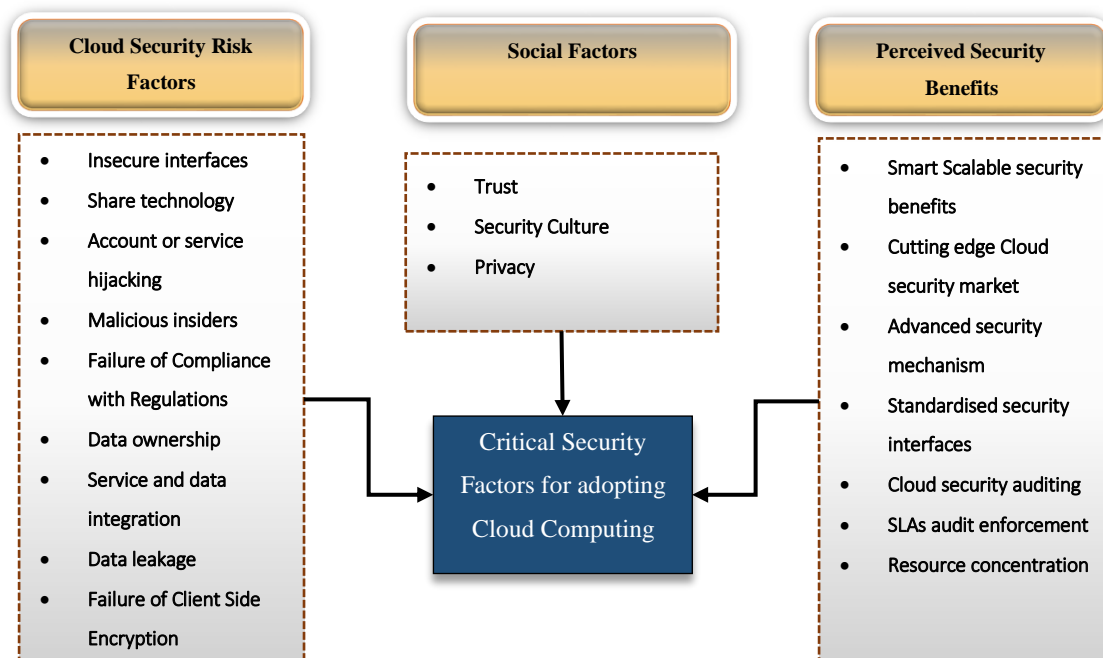 Cloud Security Risk
Factors
Insecure interfaces
Share technology
Account or service
hijacking
Malicious insiders
Failure of Compliance
with Regulations
Data ownership
Service and data
integration
Data leakage
Failure of Client Side
Encryption
Social Factors
Trust
Security Culture
Privacy
Critical Security
Factors for adopting
Cloud Computing
Perceived Security
Benefits
Smart Scalable security
benefits
Cutting edge Cloud
security market
Advanced security
mechanism
Standardised security
interfaces
Cloud security auditing
SLAs audit enforcement
Resource concentration